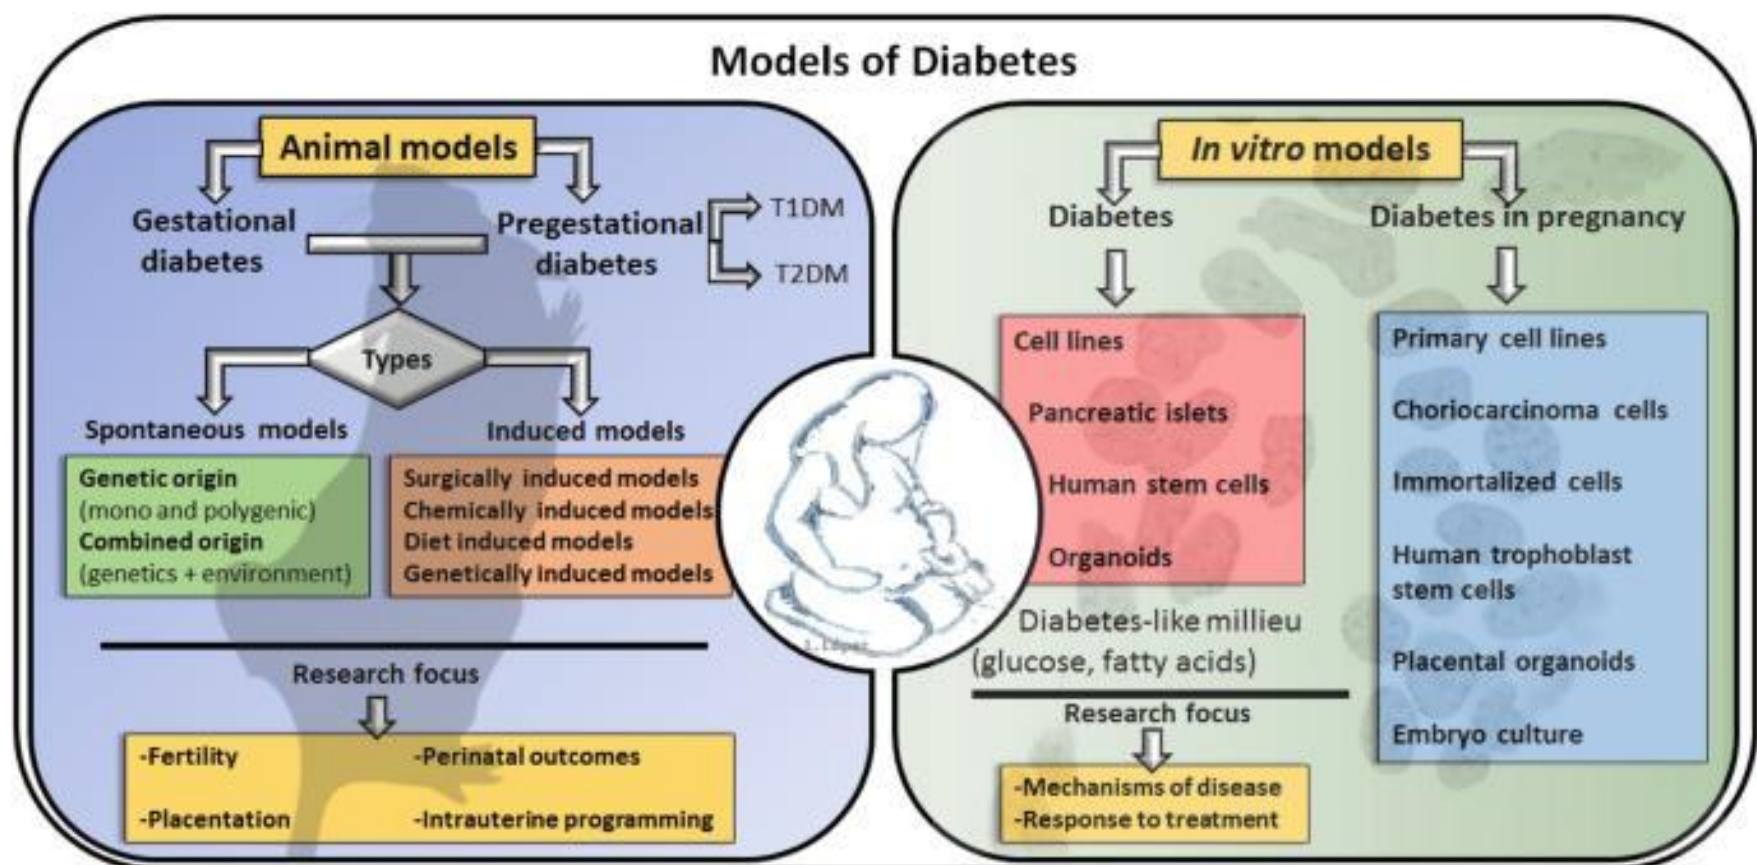 Models of Diabetes
Animal models
Gestational
diabetes
Pregestational
diabetes
T1DM
T2DM
Types
Spontaneous models
Induced models
Genetic origin
(mono and polygenic)
Combined origin
(genetics + environment)
Surgically induced models
Chemically induced models
Diet induced models
Genetically induced models
Research focus
-Fertility
-Perinatal outcomes
-Placentation
-Intrauterine programming
In vitro models
Diabetes
Diabetes in pregnancy
Cell lines
Pancreatic islets
Human stem cells
Organoids
Diabetes-like millieu
(glucose, fatty acids)
Research focus
-Mechanisms of disease
-Response to treatment
Primary cell lines
Choriocarcinoma cells
Immortalized cells
Human trophoblast
stem cells
Placental organoids
Embryo culture